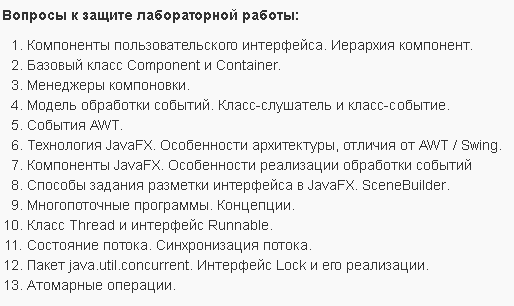 Вопросы к защите лабораторной работы:
1. Компоненты пользовательского интерфейса. Иерархия компонент.
2. Базовый класс Component и Container.
3. Менеджеры компоновки.
4. Модель обработки событий. Класс-слушатель и класс-событие.
5. События AWT.
6. Технология JavaFX. Особенности архитектуры, отличия от AWT / Swing.
7. Компоненты JavaFX. Особенности реализации обработки событий
8. Способы задания разметки интерфейса в JavaFX. SceneBuilder.
9. Многопоточные программы. Концепции.
10. Класс Thread и интерфейс Runnable.
11. Состояние потока. Синхронизация потока.
12. Пакет java.util.concurrent. Интерфейс Lock и его реализации.
13. Атомарные операции.